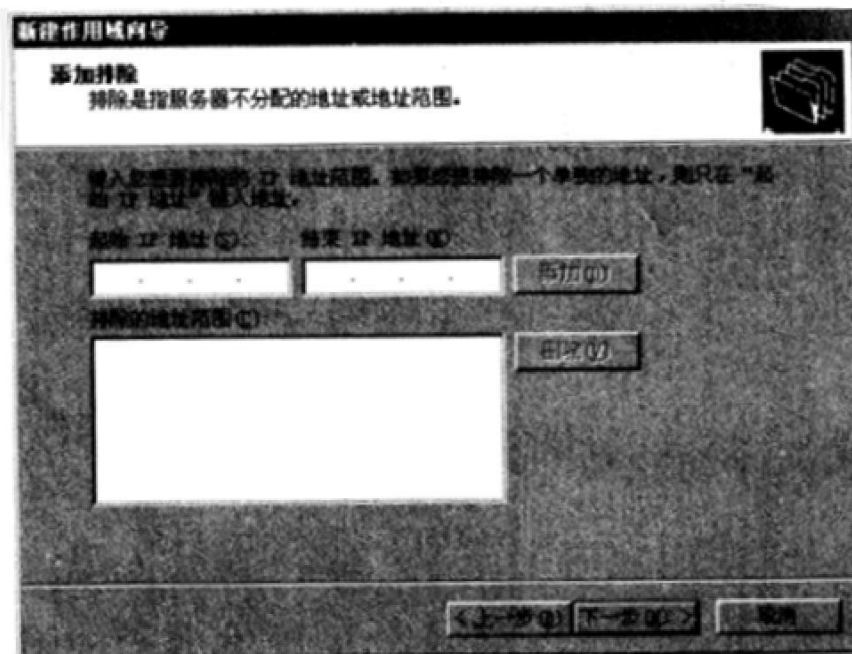 新建作用域向导
添加排除
排除是指服务器不分配的地址或地址范围。
键入您想要排除的 IP 地址范围。如果您想排除一个单独的地址，则只在“起
始 IP 地址”键入地址。
起始 IP 地址(S):
结束 IP 地址(E):
添加(D)
排除的地址范围(C):
删除(V)
< 上一步(B)
下一步(N) >
取消